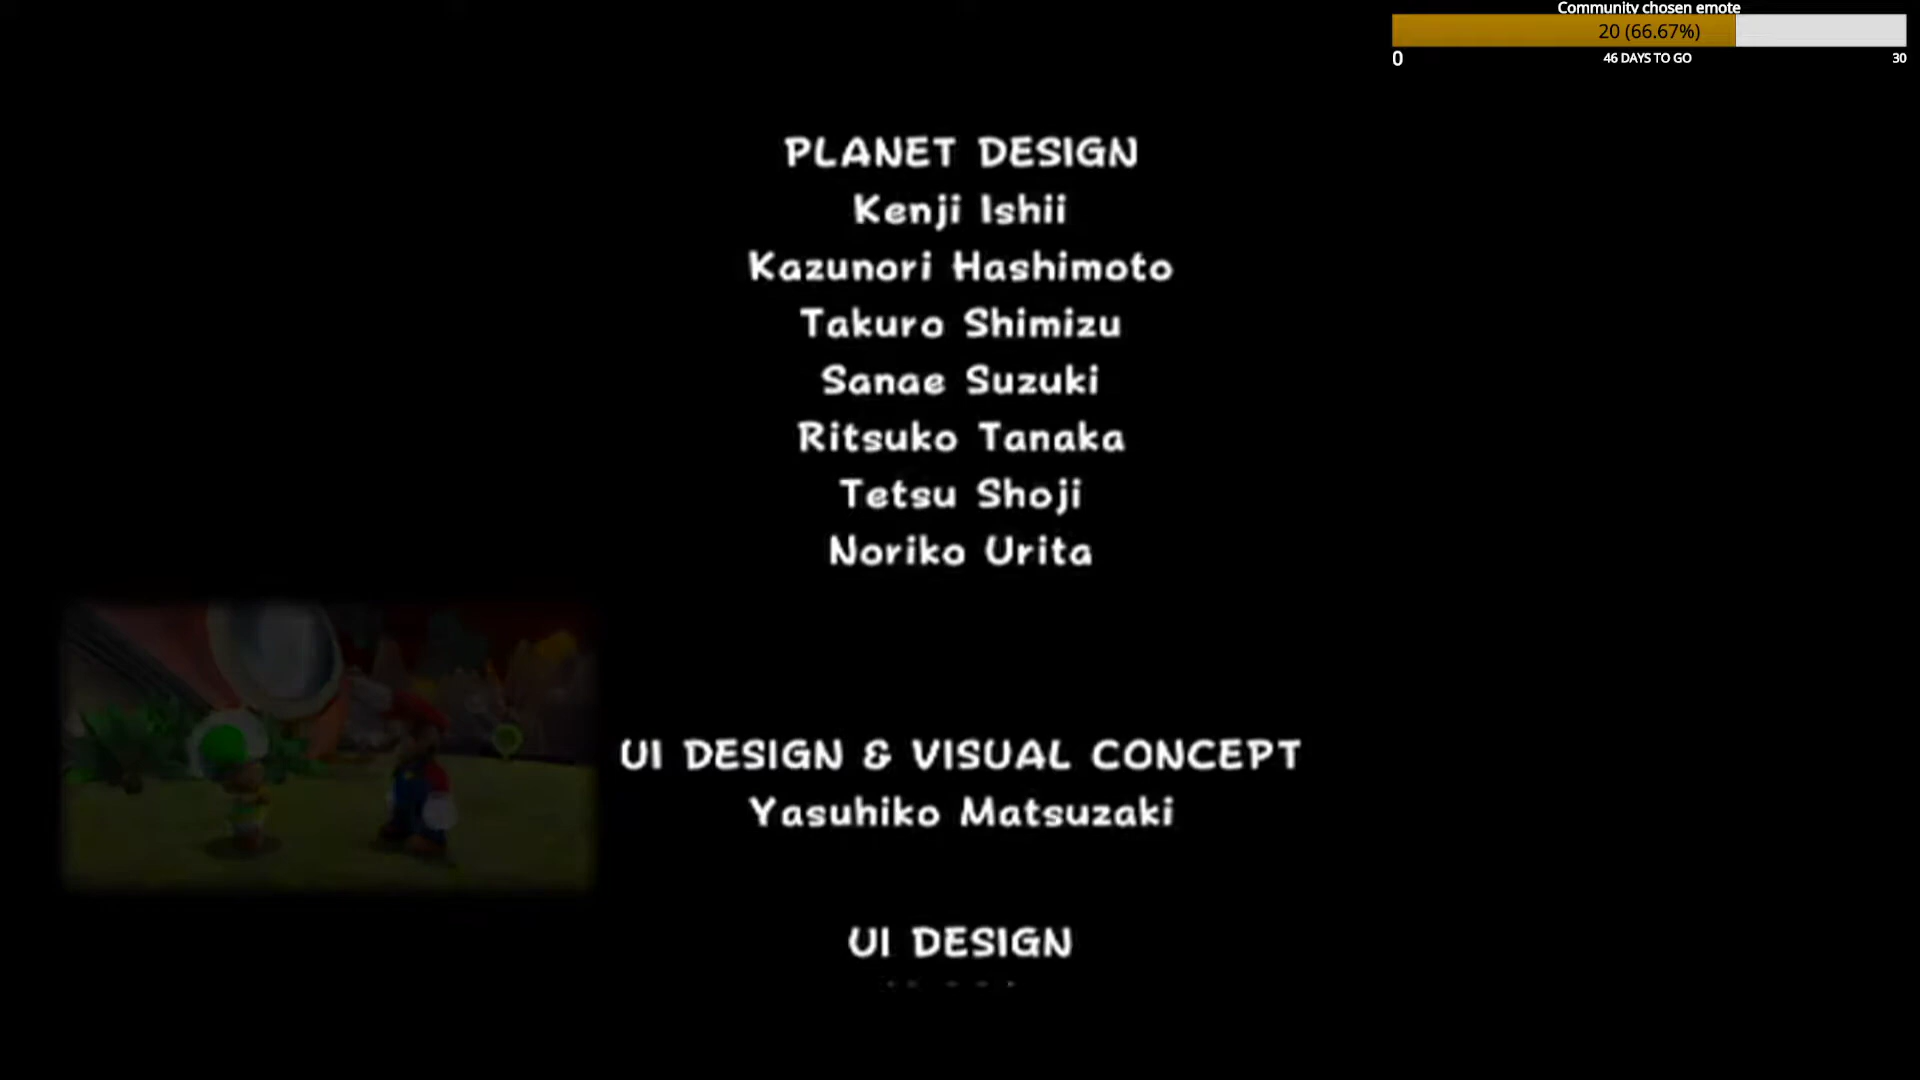 Community chosen emote
20 (66.67%)
0 46 DAYS TO GO 30
PLANET DESIGN
Kenji Ishii
Kazunori Hashimoto
Takuro Shimizu
Sanae Suzuki
Ritsuko Tanaka
Tetsu Shoji
Noriko Urita
UI DESIGN & VISUAL CONCEPT
Yasuhiko Matsuzaki
UI DESIGN